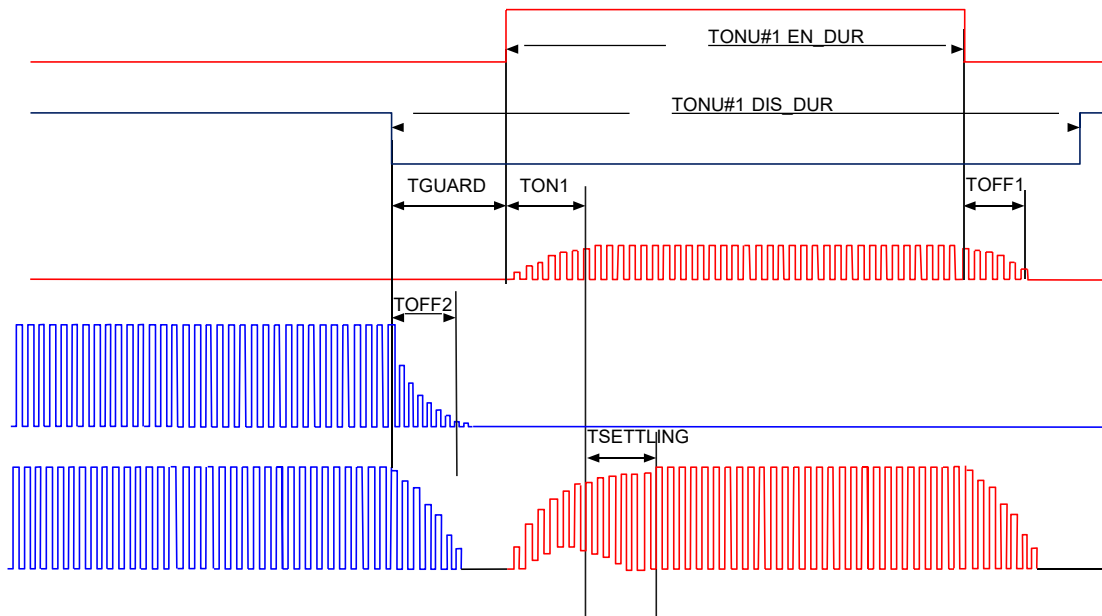 TONU#1 EN_DUR
TONU#1 DIS_DUR
TGUARD
TON1
TOFF1
TOFF2
TSETTLING